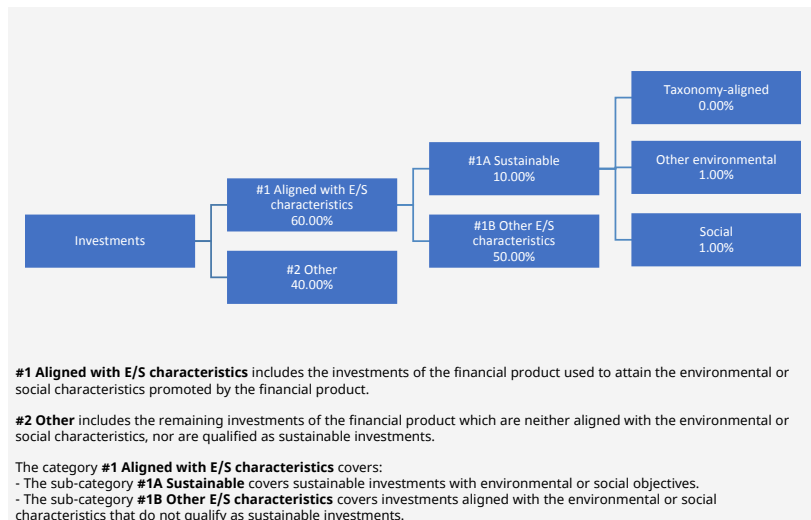 Taxonomy-aligned
0.00%
#1A Sustainable
10.00%
Other environmental
1.00%
#1 Aligned with E/S
characteristics
60.00%
#1B Other E/S
characteristics
50.00%
Social
1.00%
Investments
#2 Other
40.00%
#1 Aligned with E/S characteristics includes the investments of the financial product used to attain the environmental or
social characteristics promoted by the financial product.
#2 Other includes the remaining investments of the financial product which are neither aligned with the environmental or
social characteristics, nor are qualified as sustainable investments.
The category #1 Aligned with E/S characteristics covers:
- The sub-category #1A Sustainable covers sustainable investments with environmental or social objectives.
- The sub-category #1B Other E/S characteristics covers investments aligned with the environmental or social
characteristics that do not qualify as sustainable investments.